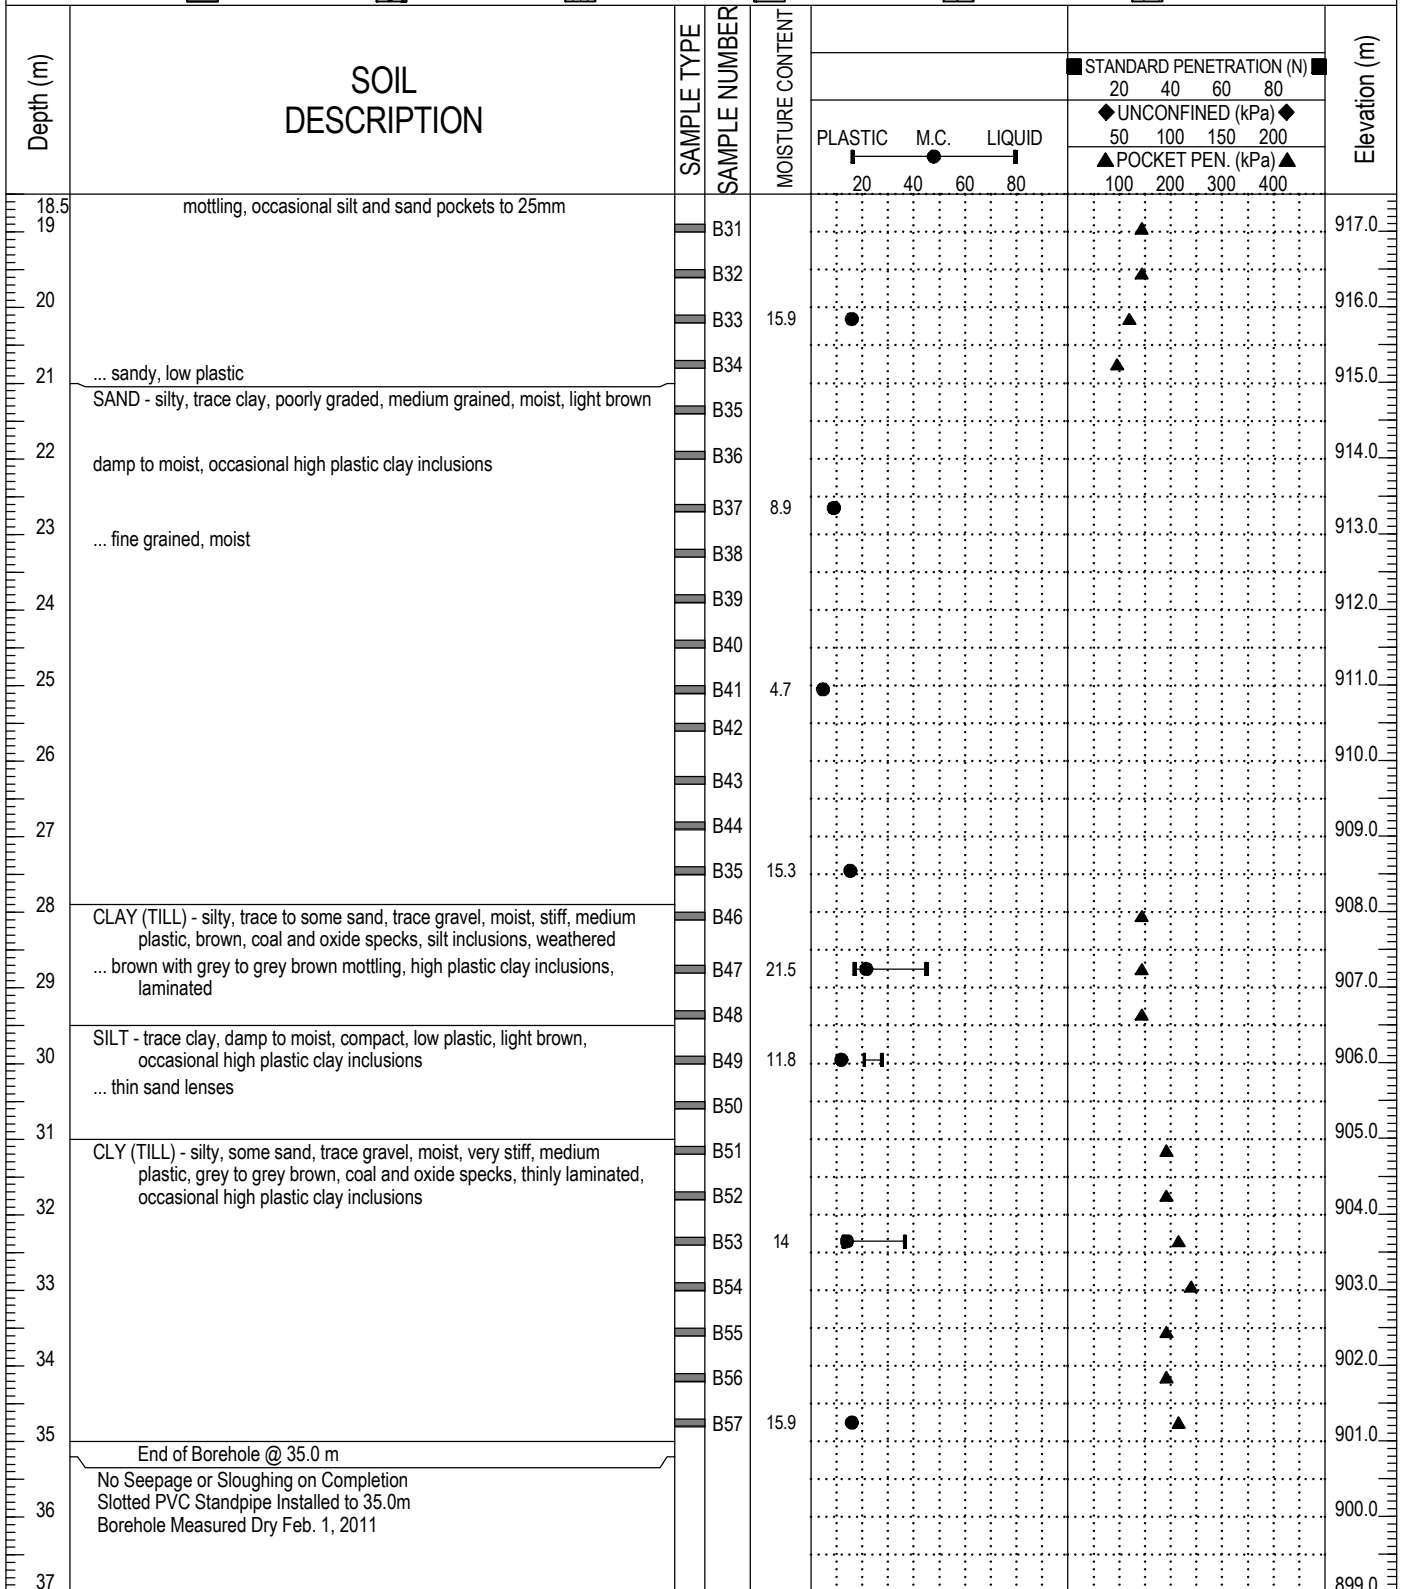 Depth (m)
SOIL
DESCRIPTION
SAMPLE TYPE
SAMPLE NUMBER
MOISTURE CONTENT
PLASTIC M.C. LIQUID
20 40 60 80
STANDARD PENETRATION (N)
20 40 60 80
UNCONFINED (kPa)
50 100 150 200
POCKET PEN. (kPa)
100 200 300 400
Elevation (m)
18.5 mottling, occasional silt and sand pockets to 25mm
19 B31 917.0
B32
20 916.0
B33 15.9
B34
... sandy, low plastic
21 915.0
SAND - silty, trace clay, poorly graded, medium grained, moist, light brown
B35
22 B36 914.0
damp to moist, occasional high plastic clay inclusions
B37 8.9
23 913.0
... fine grained, moist
B38
B39
24 912.0
B40
25 B41 4.7 911.0
B42
26 910.0
B43
B44
27 909.0
B35 15.3
28 908.0
CLAY (TILL) - silty, trace to some sand, trace gravel, moist, stiff, medium B46
plastic, brown, coal and oxide specks, silt inclusions, weathered
... brown with grey to grey brown mottling, high plastic clay inclusions, B47 21.5
29 laminated 907.0
B48
SILT - trace clay, damp to moist, compact, low plastic, light brown,
30 occasional high plastic clay inclusions B49 11.8 906.0
... thin sand lenses
B50
31 905.0
CLY (TILL) - silty, some sand, trace gravel, moist, very stiff, medium B51
plastic, grey to grey brown, coal and oxide specks, thinly laminated,
occasional high plastic clay inclusions B52
32 904.0
B53 14
33 B54 903.0
B55
34 902.0
B56
B57 15.9
35 901.0
End of Borehole @ 35.0 m
No Seepage or Sloughing on Completion
Slotted PVC Standpipe Installed to 35.0m
36 900.0
Borehole Measured Dry Feb. 1, 2011
37 899.0